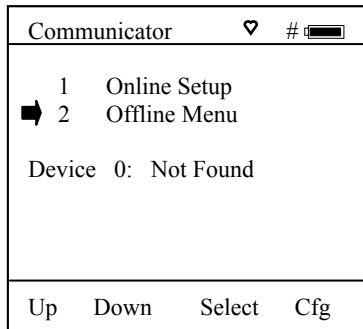 Communicator ♡ #
1 Online Setup
2 Offline Menu
Device 0: Not Found
Up Down Select Cfg